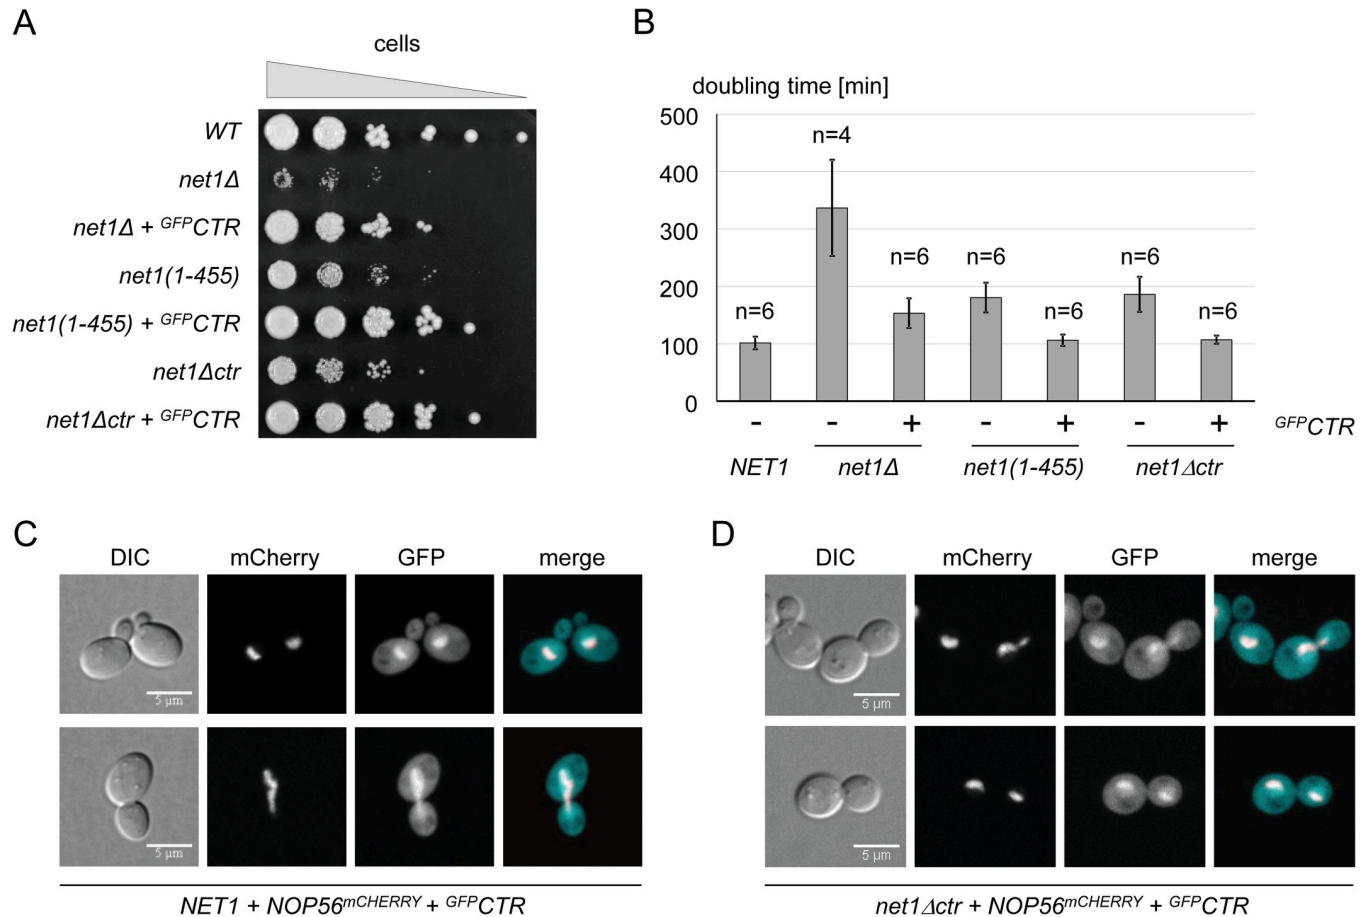 A
cells
WT
net1Δ
net1Δ + GFPCTR
net1(1-455)
net1(1-455) + GFPCTR
net1Δctr
net1Δctr + GFPCTR
B
doubling time [min]
500
400
300
200
100
0
n=6
n=4
n=6
n=6
n=6
n=6
n=6
- - + - + - + GFPCTR
NET1 net1Δ net1(1-455) net1Δctr
C
DIC mCherry GFP merge
5 µm
5 µm
NET1 + NOP56mCHERRY + GFPCTR
D
DIC mCherry GFP merge
5 µm
5 µm
net1Δctr + NOP56mCHERRY + GFPCTR